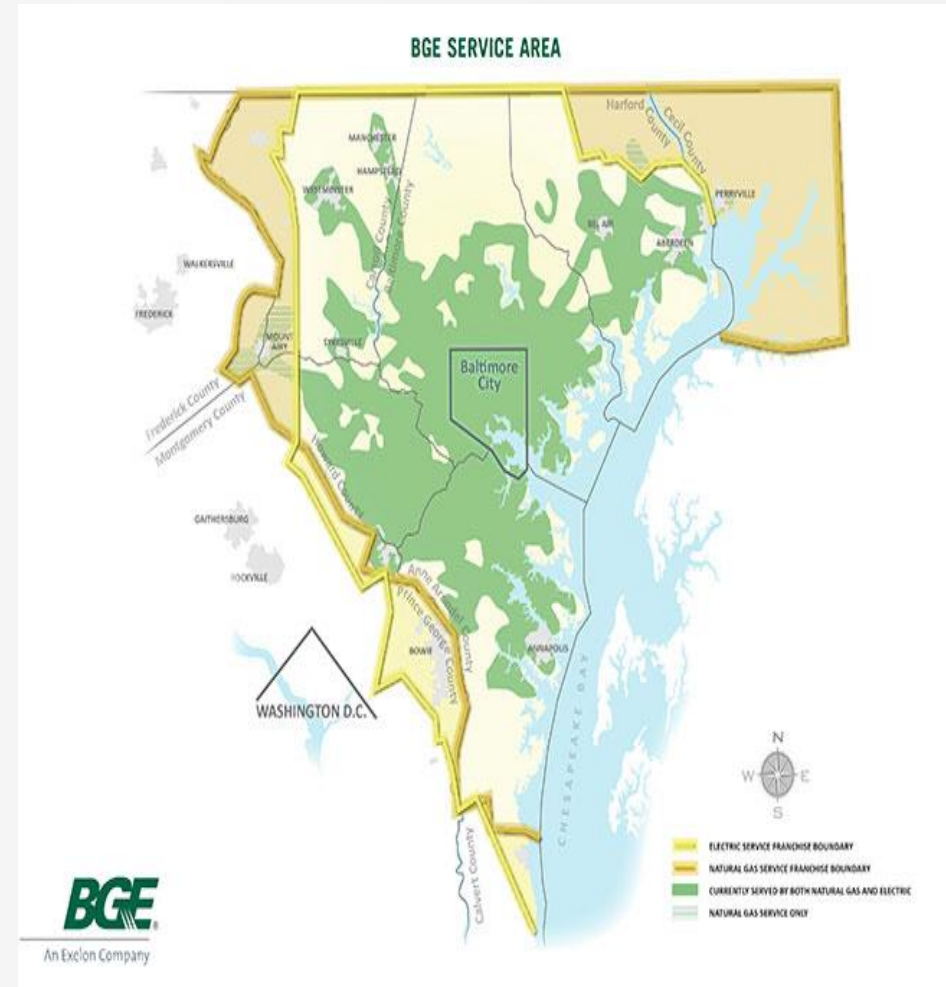 BGE SERVICE AREA
Harford
County
Cecil County
MANCHESTER
HAMPSTEAD
WESTMINSTER
PERRYVILLE
BEL AIR
ABERDEEN
Carroll County
Baltimore County
WALKERSVILLE
FREDERICK
MOUNT
AIRY
SYKESVILLE
Baltimore
City
Frederick County
Montgomery County
Howard County
GAITHERSBURG
ROCKVILLE
Anne Arundel County
Prince George County
BOWIE
ANNAPOLIS
WASHINGTON D.C.
CHESAPEAKE BAY
N
W
E
S
Calvert County
ELECTRIC SERVICE FRANCHISE BOUNDARY
NATURAL GAS SERVICE FRANCHISE BOUNDARY
CURRENTLY SERVED BY BOTH NATURAL GAS AND ELECTRIC
NATURAL GAS SERVICE ONLY
BGE®
An Exelon Company